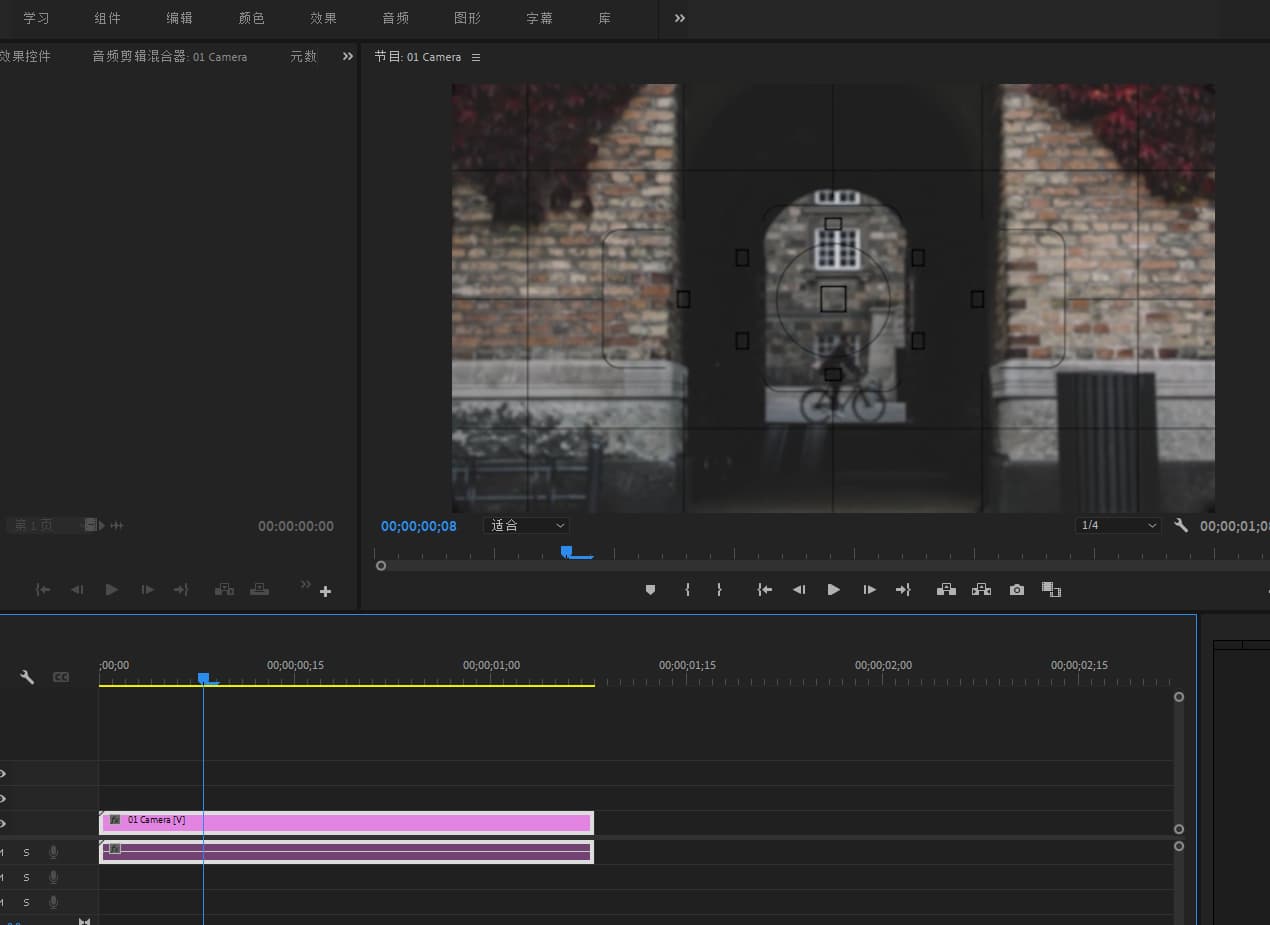 学习 组件 编辑 颜色 效果 音频 图形 字幕 库
效果控件 音频剪辑混合器: 01 Camera 元数 节目: 01 Camera
第 1 页 00:00:00:00 00;00;00;08 适合 1/4 00;00;01;08
;00;00 00;00;00;15 00;00;01;00 00;00;01;15 00;00;02;00 00;00;02;15
CC
fx 01 Camera [V]
fx
M S
M S
M S